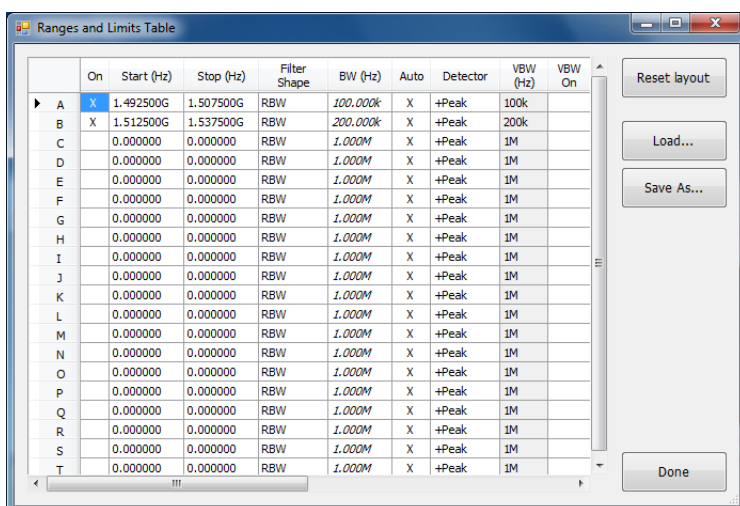 Ranges and Limits Table
On Start (Hz) Stop (Hz) Filter Shape BW (Hz) Auto Detector VBW (Hz) VBW On
A X 1.492500G 1.507500G RBW 100.000k X +Peak 100k
B X 1.512500G 1.537500G RBW 200.000k X +Peak 200k
C 0.000000 0.000000 RBW 1.000M X +Peak 1M
D 0.000000 0.000000 RBW 1.000M X +Peak 1M
E 0.000000 0.000000 RBW 1.000M X +Peak 1M
F 0.000000 0.000000 RBW 1.000M X +Peak 1M
G 0.000000 0.000000 RBW 1.000M X +Peak 1M
H 0.000000 0.000000 RBW 1.000M X +Peak 1M
I 0.000000 0.000000 RBW 1.000M X +Peak 1M
J 0.000000 0.000000 RBW 1.000M X +Peak 1M
K 0.000000 0.000000 RBW 1.000M X +Peak 1M
L 0.000000 0.000000 RBW 1.000M X +Peak 1M
M 0.000000 0.000000 RBW 1.000M X +Peak 1M
N 0.000000 0.000000 RBW 1.000M X +Peak 1M
O 0.000000 0.000000 RBW 1.000M X +Peak 1M
P 0.000000 0.000000 RBW 1.000M X +Peak 1M
Q 0.000000 0.000000 RBW 1.000M X +Peak 1M
R 0.000000 0.000000 RBW 1.000M X +Peak 1M
S 0.000000 0.000000 RBW 1.000M X +Peak 1M
T 0.000000 0.000000 RBW 1.000M X +Peak 1M
Reset layout
Load...
Save As...
Done